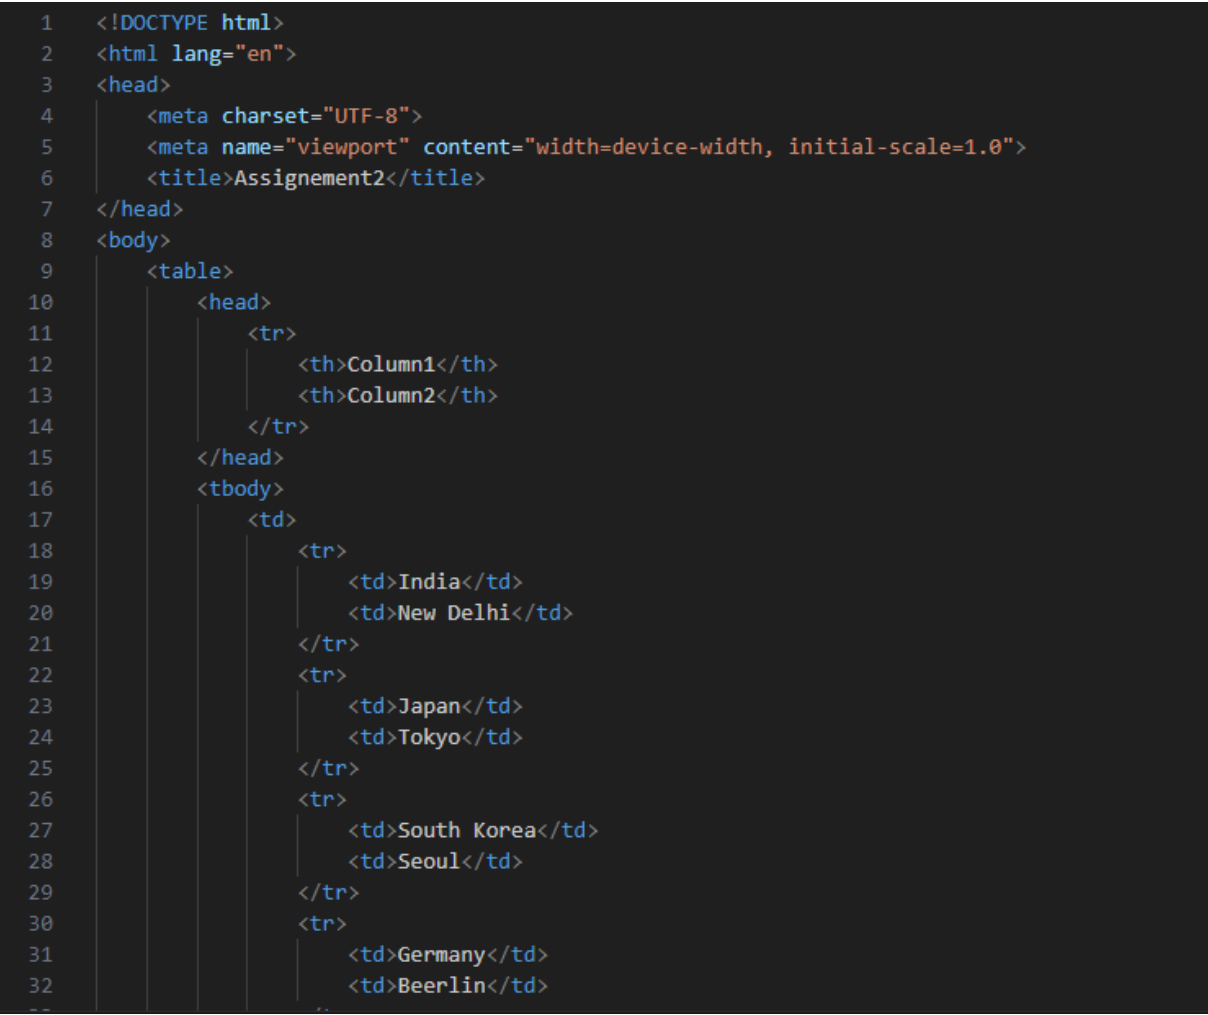 1 <!DOCTYPE html>
2 <html lang="en">
3 <head>
4 <meta charset="UTF-8">
5 <meta name="viewport" content="width=device-width, initial-scale=1.0">
6 <title>Assignement2</title>
7 </head>
8 <body>
9 <table>
10 <head>
11 <tr>
12 <th>Column1</th>
13 <th>Column2</th>
14 </tr>
15 </head>
16 <tbody>
17 <td>
18 <tr>
19 <td>India</td>
20 <td>New Delhi</td>
21 </tr>
22 <tr>
23 <td>Japan</td>
24 <td>Tokyo</td>
25 </tr>
26 <tr>
27 <td>South Korea</td>
28 <td>Seoul</td>
29 </tr>
30 <tr>
31 <td>Germany</td>
32 <td>Beerlin</td>